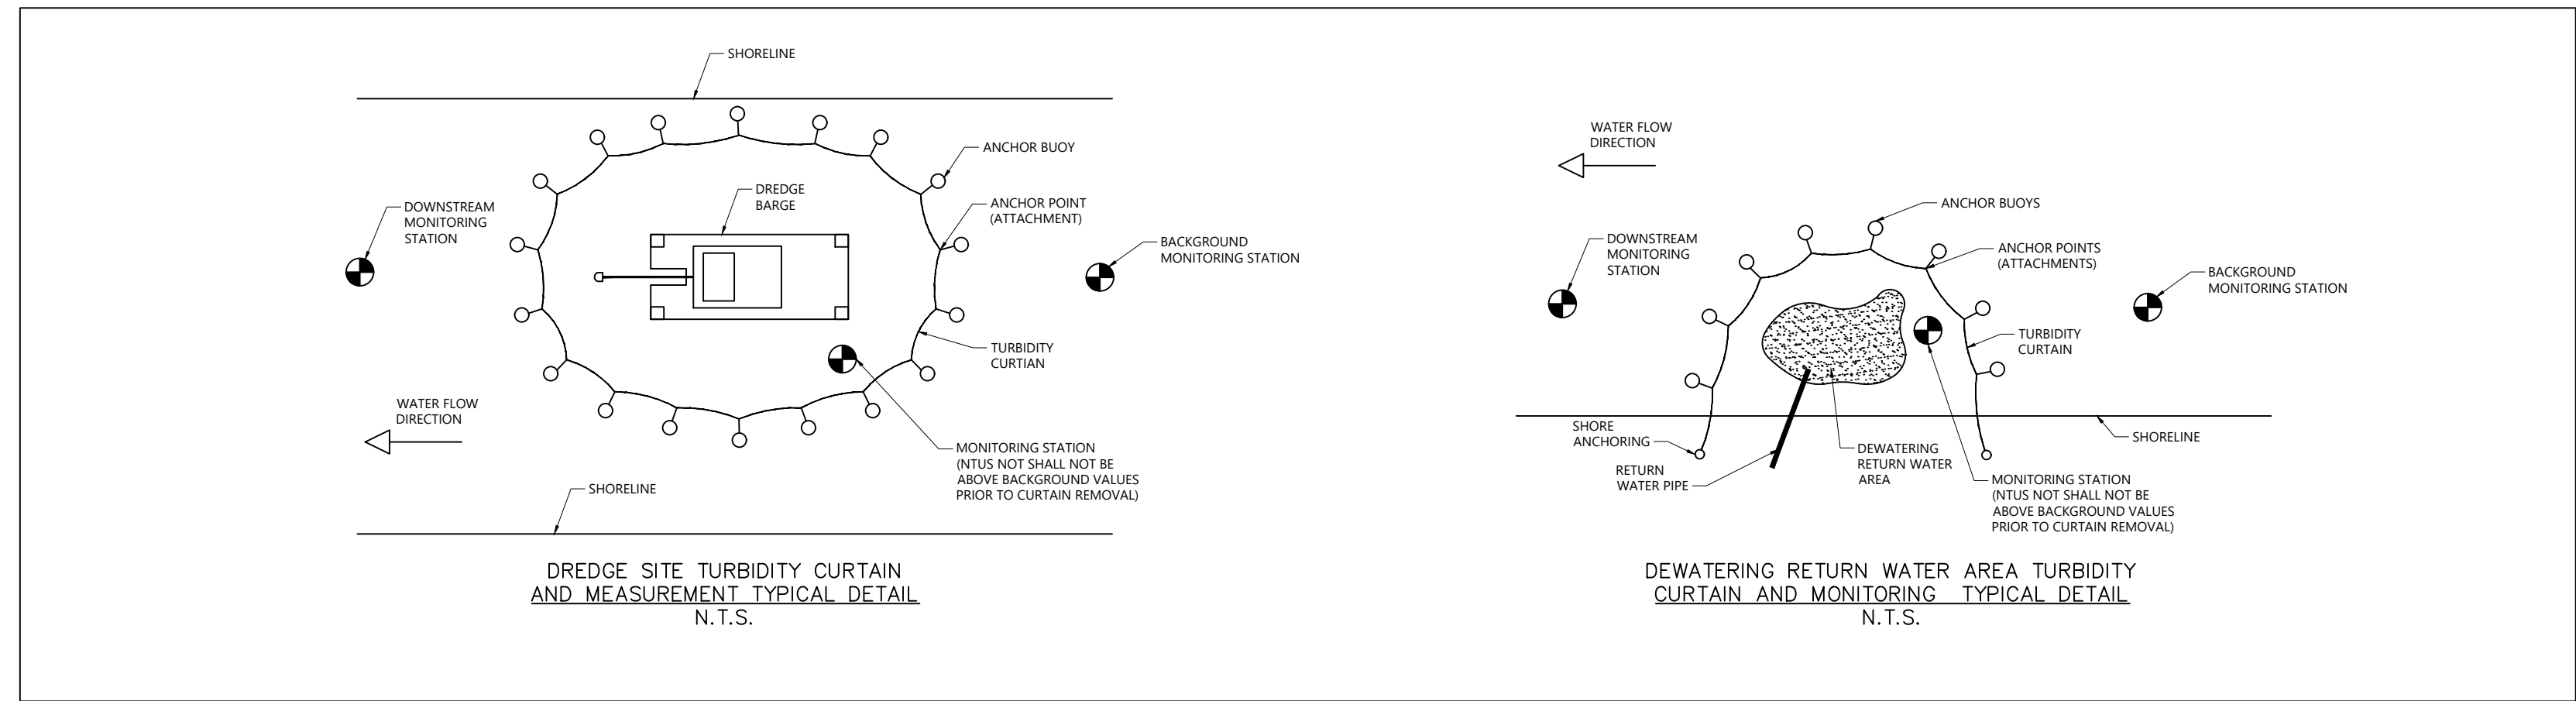 SHORELINE
ANCHOR BUOY
DREDGE
BARGE
ANCHOR POINT
(ATTACHMENT)
DOWNSTREAM
MONITORING
STATION
BACKGROUND
MONITORING STATION
TURBIDITY
CURTIAN
WATER FLOW
DIRECTION
MONITORING STATION
(NTUS NOT SHALL NOT BE
ABOVE BACKGROUND VALUES
PRIOR TO CURTAIN REMOVAL)
SHORELINE
DREDGE SITE TURBIDITY CURTAIN
AND MEASUREMENT TYPICAL DETAIL
N.T.S.
WATER FLOW
DIRECTION
ANCHOR BUOYS
DOWNSTREAM
MONITORING
STATION
ANCHOR POINTS
(ATTACHMENTS)
BACKGROUND
MONITORING STATION
TURBIDITY
CURTAIN
SHORE
ANCHORING
SHORELINE
DEWATERING
RETURN WATER
AREA
RETURN
WATER PIPE
MONITORING STATION
(NTUS NOT SHALL NOT BE
ABOVE BACKGROUND VALUES
PRIOR TO CURTAIN REMOVAL)
DEWATERING RETURN WATER AREA TURBIDITY
CURTAIN AND MONITORING TYPICAL DETAIL
N.T.S.